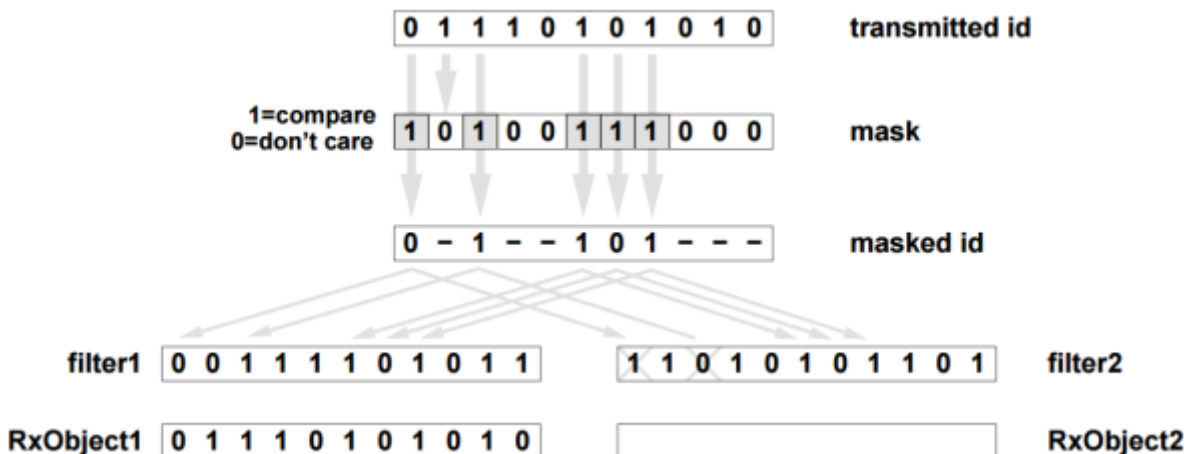 0 1 1 1 0 1 0 1 0 1 0 transmitted id
1=compare
0=don't care
1 0 1 0 0 1 1 1 0 0 0 mask
0 – 1 – – 1 0 1 – – – masked id
filter1 0 0 1 1 1 1 0 1 0 1 1 1 1 0 1 0 1 0 1 1 0 1 filter2
RxObject1 0 1 1 1 0 1 0 1 0 1 0 RxObject2